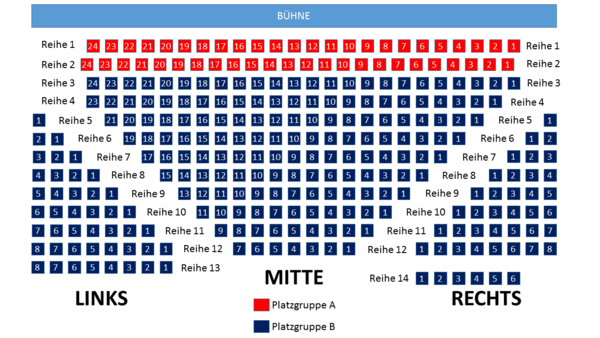 BÜHNE
Reihe 1 24 23 22 21 20 19 18 17 16 15 14 13 12 11 10 9 8 7 6 5 4 3 2 1 Reihe 1
Reihe 2 24 23 22 21 20 19 18 17 16 15 14 13 12 11 10 9 8 7 6 5 4 3 2 1 Reihe 2
Reihe 3 24 23 22 21 20 19 18 17 16 15 14 13 12 11 10 9 8 7 6 5 4 3 2 1 Reihe 3
Reihe 4 23 22 21 20 19 18 17 16 15 14 13 12 11 10 9 8 7 6 5 4 3 2 1 Reihe 4
1 Reihe 5 21 20 19 18 17 16 15 14 13 12 11 10 9 8 7 6 5 4 3 2 1 Reihe 5 1
2 1 Reihe 6 19 18 17 16 15 14 13 12 11 10 9 8 7 6 5 4 3 2 1 Reihe 6 1 2
3 2 1 Reihe 7 17 16 15 14 13 12 11 10 9 8 7 6 5 4 3 2 1 Reihe 7 1 2 3
4 3 2 1 Reihe 8 15 14 13 12 11 10 9 8 7 6 5 4 3 2 1 Reihe 8 1 2 3 4
5 4 3 2 1 Reihe 9 13 12 11 10 9 8 7 6 5 4 3 2 1 Reihe 9 1 2 3 4 5
6 5 4 3 2 1 Reihe 10 11 10 9 8 7 6 5 4 3 2 1 Reihe 10 1 2 3 4 5 6
7 6 5 4 3 2 1 Reihe 11 9 8 7 6 5 4 3 2 1 Reihe 11 1 2 3 4 5 6 7
8 7 6 5 4 3 2 1 Reihe 12 7 6 5 4 3 2 1 Reihe 12 1 2 3 4 5 6 7 8
8 7 6 5 4 3 2 1 Reihe 13
MITTE
Reihe 14 1 2 3 4 5 6
LINKS
RECHTS
Platzgruppe A
Platzgruppe B